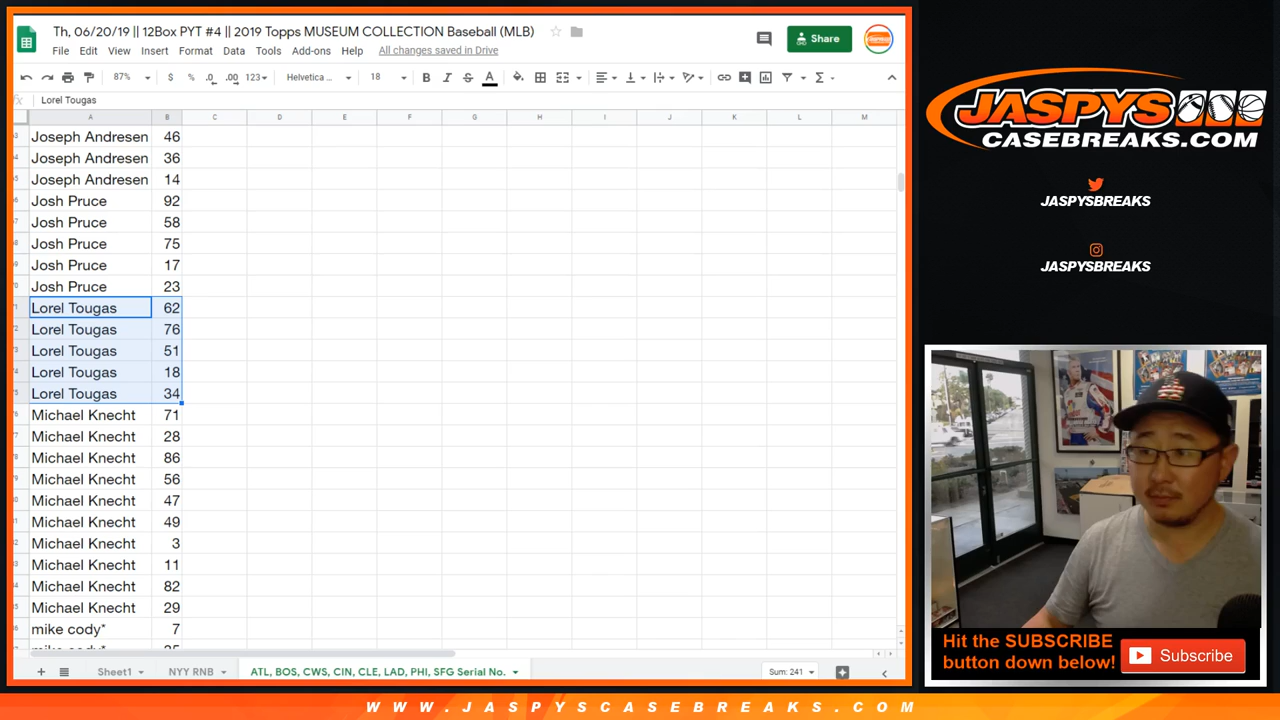 Th, 06/20/19 || 12Box PYT #4 || 2019 Topps MUSEUM COLLECTION Baseball (MLB)
File Edit View Insert Format Data Tools Add-ons Help All changes saved in Drive
Share
87% $ % .0 .00 123 Helvetica ... 18 B I S A
fx Lorel Tougas
A B C D E F G H I J K L M
Joseph Andresen 46
Joseph Andresen 36
Joseph Andresen 14
Josh Pruce 92
Josh Pruce 58
Josh Pruce 75
Josh Pruce 17
Josh Pruce 23
Lorel Tougas 62
Lorel Tougas 76
Lorel Tougas 51
Lorel Tougas 18
Lorel Tougas 34
Michael Knecht 71
Michael Knecht 28
Michael Knecht 86
Michael Knecht 56
Michael Knecht 47
Michael Knecht 49
Michael Knecht 3
Michael Knecht 11
Michael Knecht 82
Michael Knecht 29
mike cody* 7
Sheet1 NYY RNB ATL, BOS, CWS, CIN, CLE, LAD, PHI, SFG Serial No. Sum: 241
JASPYS
CASEBREAKS.COM
JASPYSBREAKS
JASPYSBREAKS
Hit the SUBSCRIBE
button down below!
Subscribe
WWW.JASPYSCASEBREAKS.COM